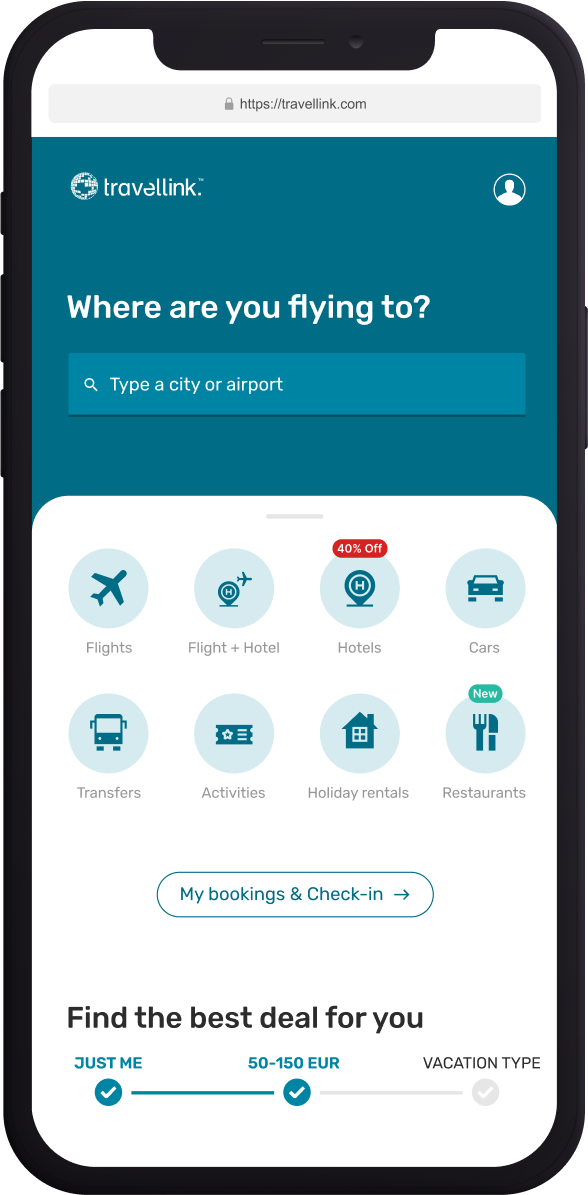 https://travellink.com
travellink.™
Where are you flying to?
Type a city or airport
40% Off
Flights
Flight + Hotel
Hotels
Cars
New
Transfers
Activities
Holiday rentals
Restaurants
My bookings & Check-in →
Find the best deal for you
JUST ME
50-150 EUR
VACATION TYPE